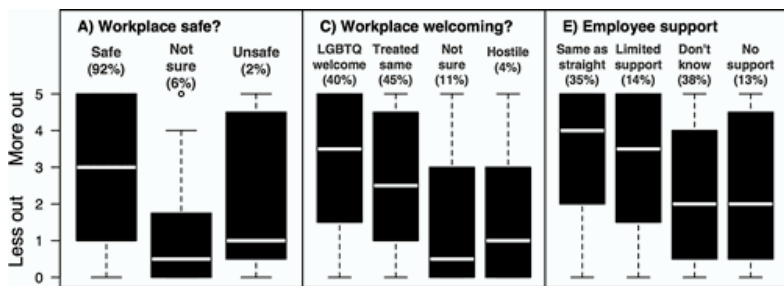 A) Workplace safe?
Safe
(92%)
Not
sure
(6%)
Unsafe
(2%)
C) Workplace welcoming?
LGBTQ
welcome
(40%)
Treated
same
(45%)
Not
sure
(11%)
Hostile
(4%)
E) Employee support
Same as
straight
(35%)
Limited
support
(14%)
Don't
know
(38%)
No
support
(13%)
More out
Less out
5
4
3
2
1
0